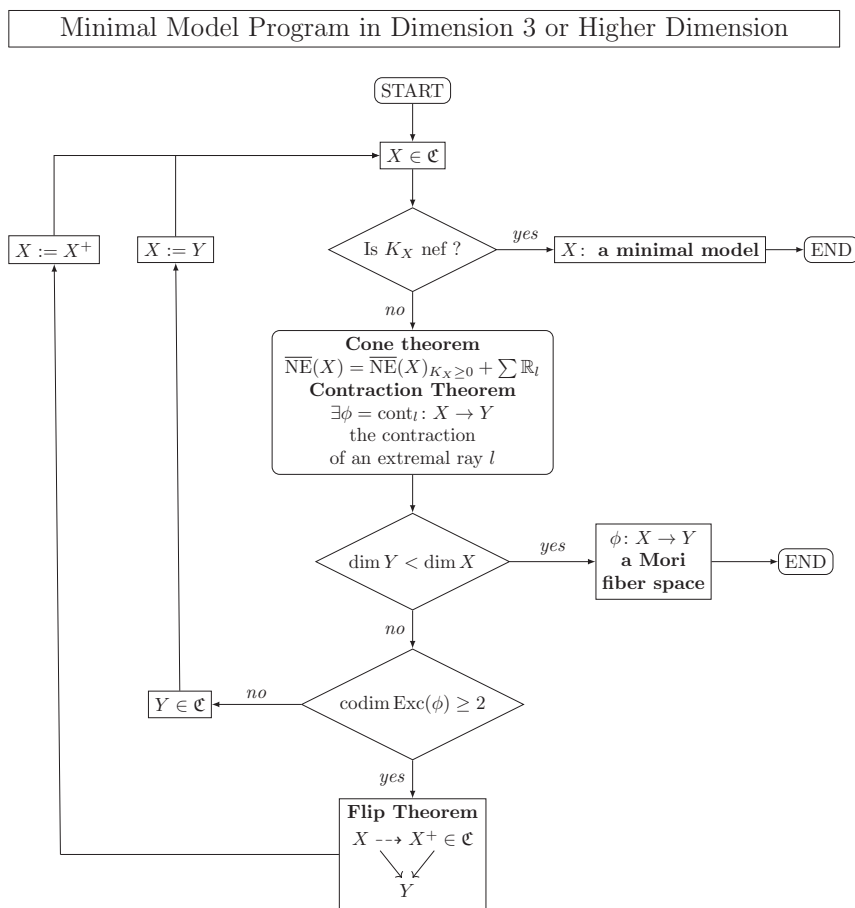 Minimal Model Program in Dimension 3 or Higher Dimension
START
X ∈ ℭ
X := X⁺
X := Y
Is K_X nef ?
yes
X : a minimal model
END
no
Cone theorem
N̅E̅(X) = N̅E̅(X)_{K_X≥0} + ∑ ℝ_l
Contraction Theorem
∃ϕ = cont_l : X → Y
the contraction
of an extremal ray l
dim Y < dim X
yes
ϕ : X → Y
a Mori
fiber space
END
no
Y ∈ ℭ
no
codim Exc(ϕ) ≥ 2
yes
Flip Theorem
X ⇢ X⁺ ∈ ℭ
Y